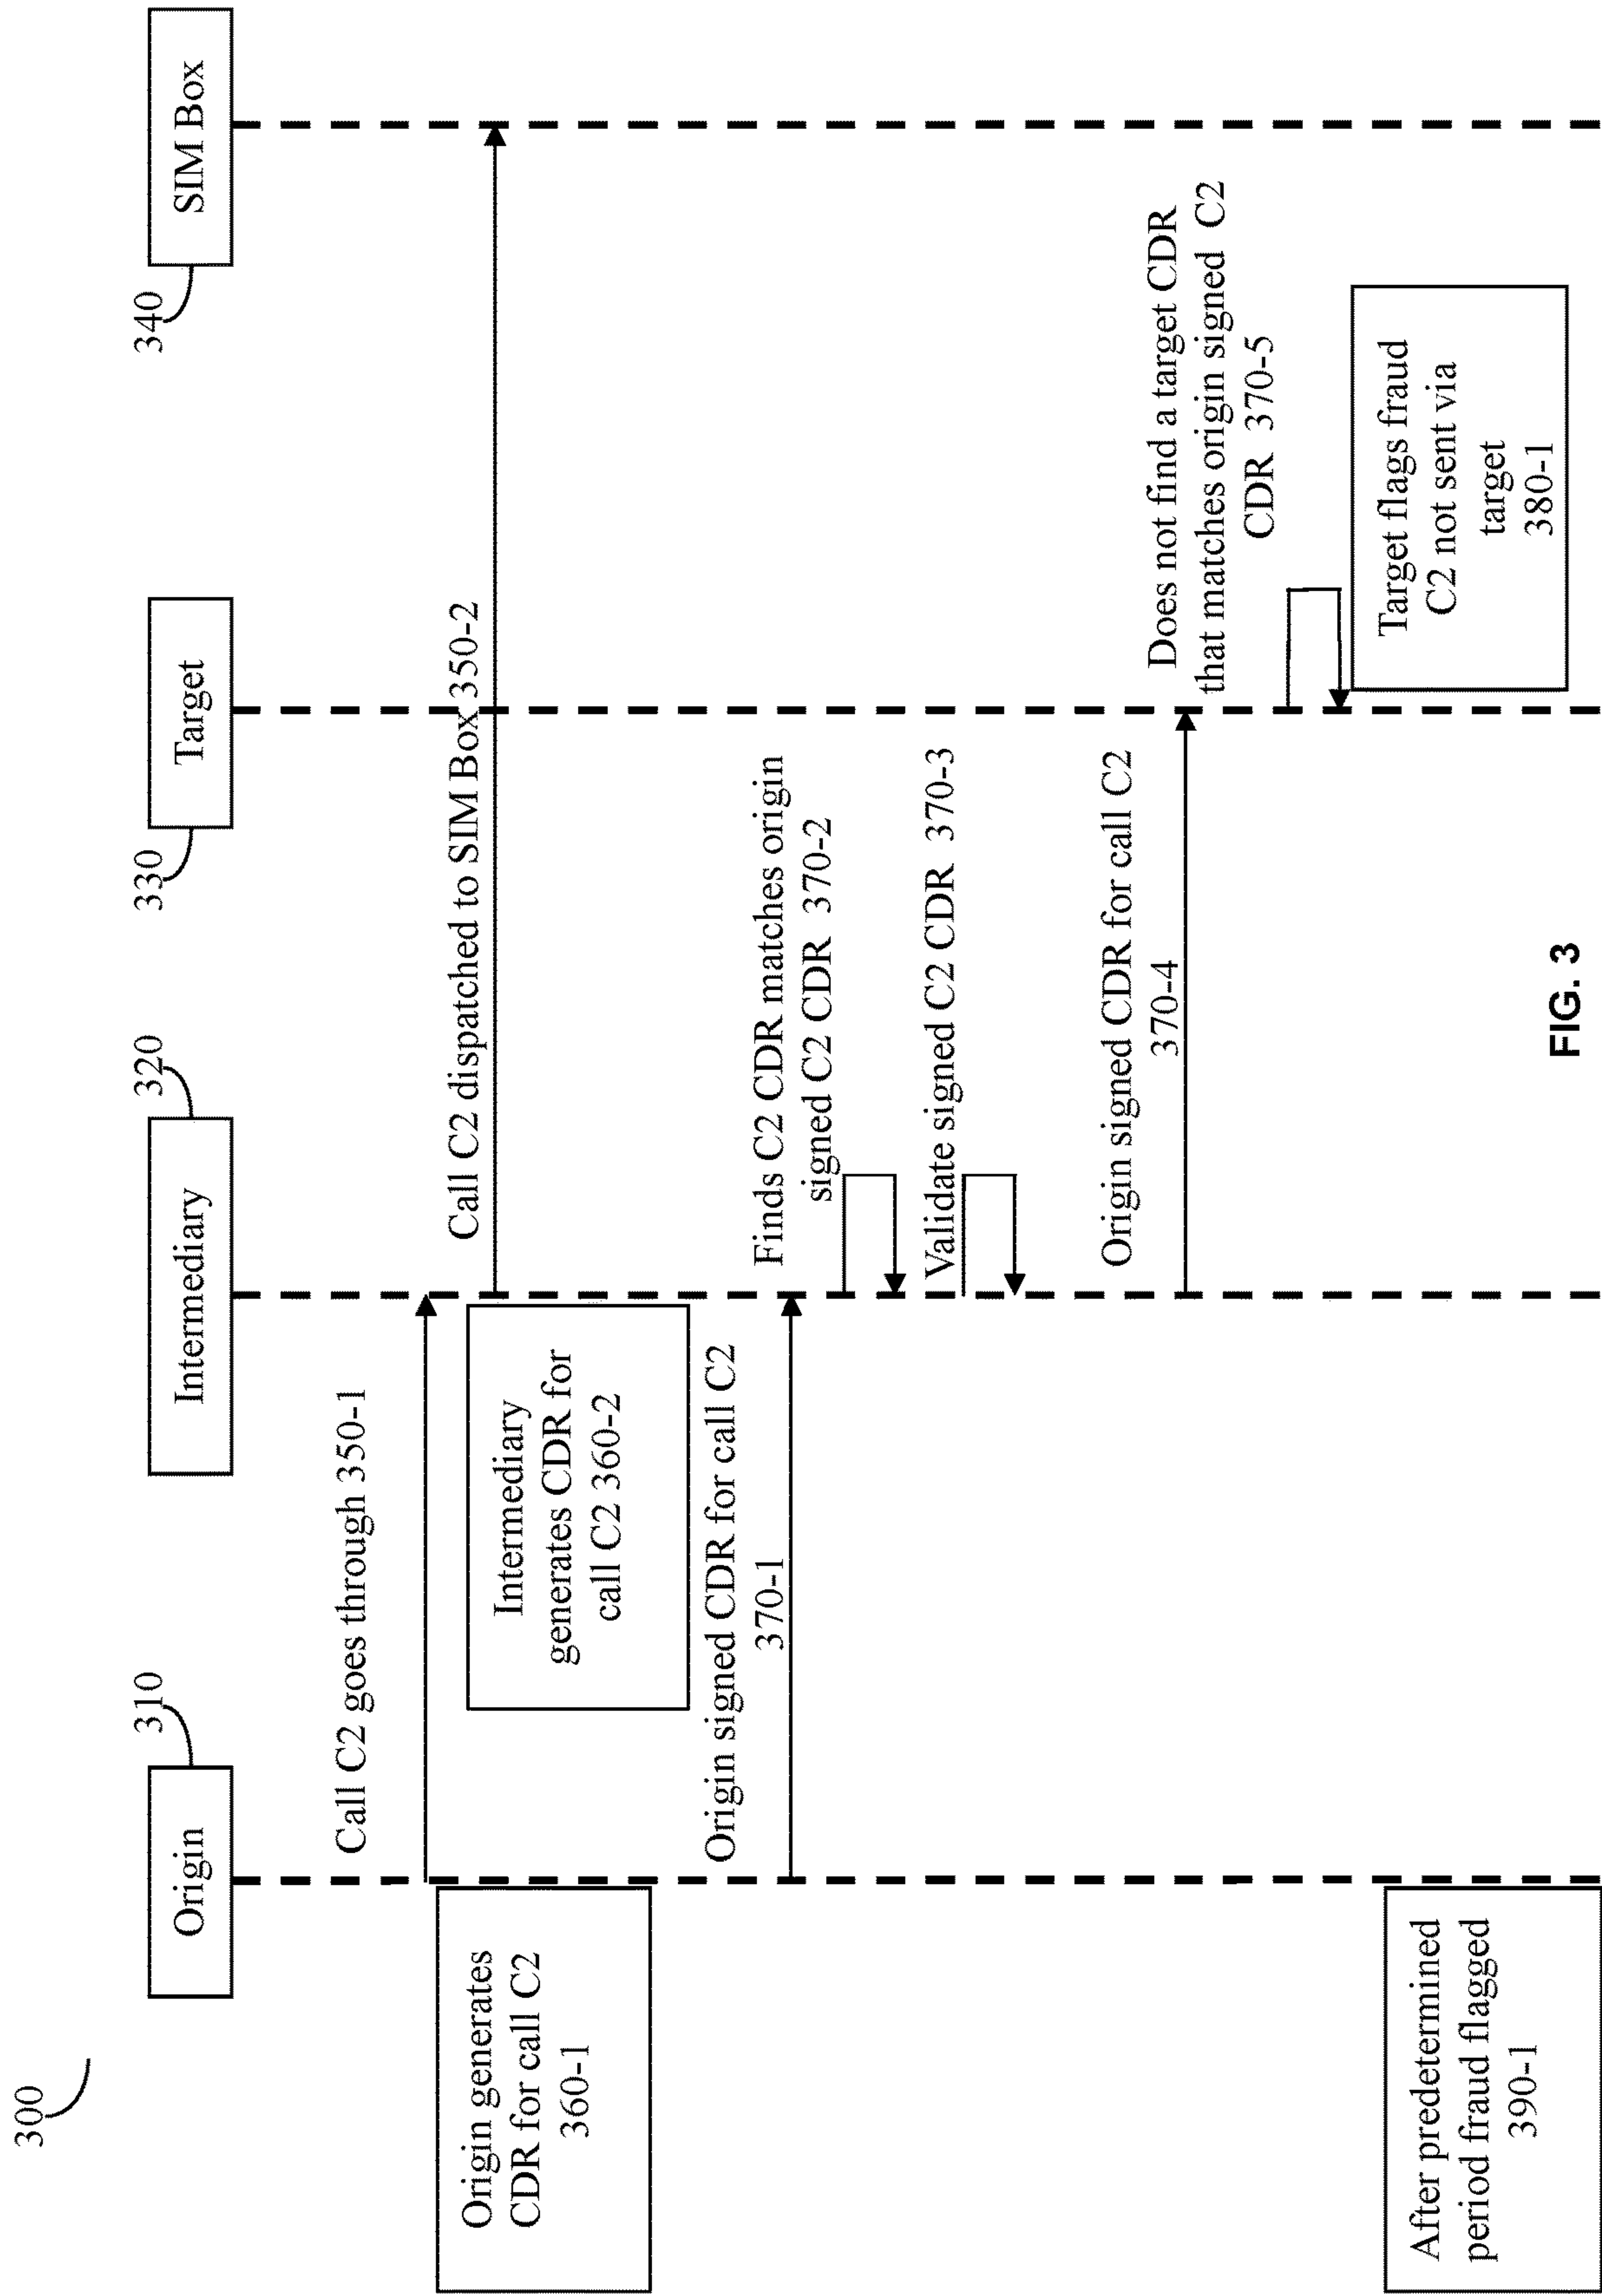 300
310
Origin
320
Intermediary
330
Target
340
SIM Box
Call C2 goes through 350-1
Origin generates
CDR for call C2
360-1
Call C2 dispatched to SIM Box 350-2
Intermediary
generates CDR for
call C2 360-2
Origin signed CDR for call C2
370-1
Finds C2 CDR matches origin
signed C2 CDR 370-2
Validate signed C2 CDR 370-3
Origin signed CDR for call C2
370-4
Does not find a target CDR
that matches origin signed C2
CDR 370-5
Target flags fraud
C2 not sent via
target
380-1
After predetermined
period fraud flagged
390-1
FIG. 3